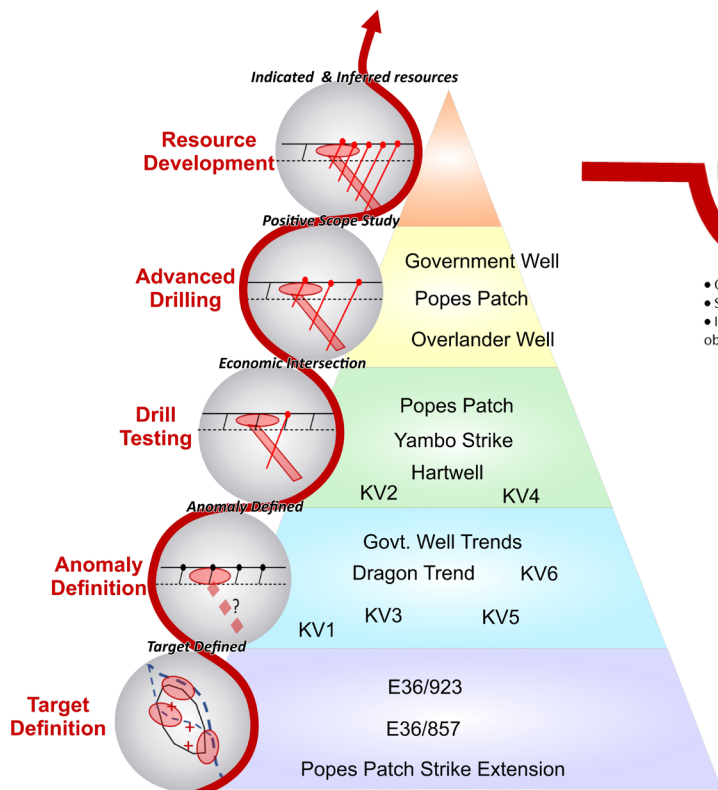 Indicated & Inferred resources
Resource
Development
Positive Scope Study
Advanced
Drilling
Government Well
Popes Patch
Overlander Well
Economic Intersection
Drill
Testing
Popes Patch
Yambo Strike
Hartwell
KV2 KV4
Anomaly Defined
Anomaly
Definition
?
Govt. Well Trends
Dragon Trend KV6
KV3 KV5
KV1
Target Defined
Target
Definition
E36/923
E36/857
Popes Patch Strike Extension